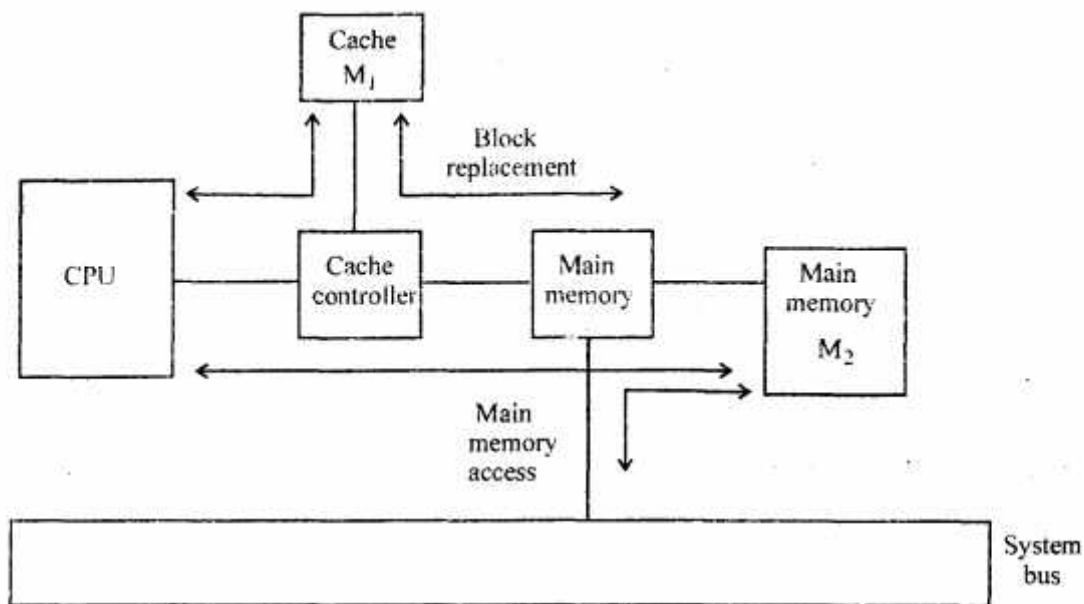 Cache
M1
Block
replacement
CPU
Cache
controller
Main
memory
Main
memory
M2
Main
memory
access
System
bus